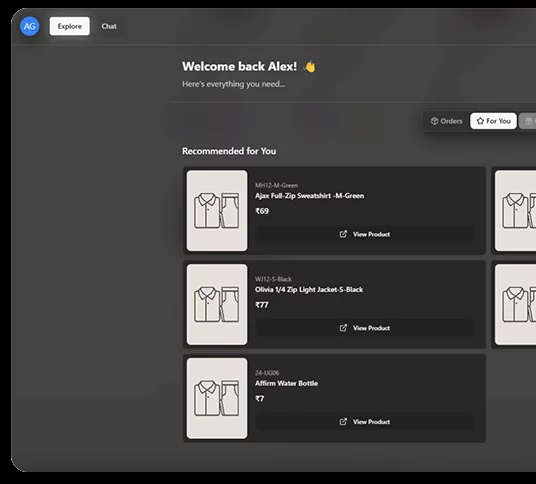 AG Explore Chat
Welcome back Alex! 👋
Here's everything you need...
Orders For You
Recommended for You
MH12-M-Green
Ajax Full-Zip Sweatshirt -M-Green
₹69
View Product
WJ12-S-Black
Olivia 1/4 Zip Light Jacket-S-Black
₹77
View Product
24-UG06
Affirm Water Bottle
₹7
View Product